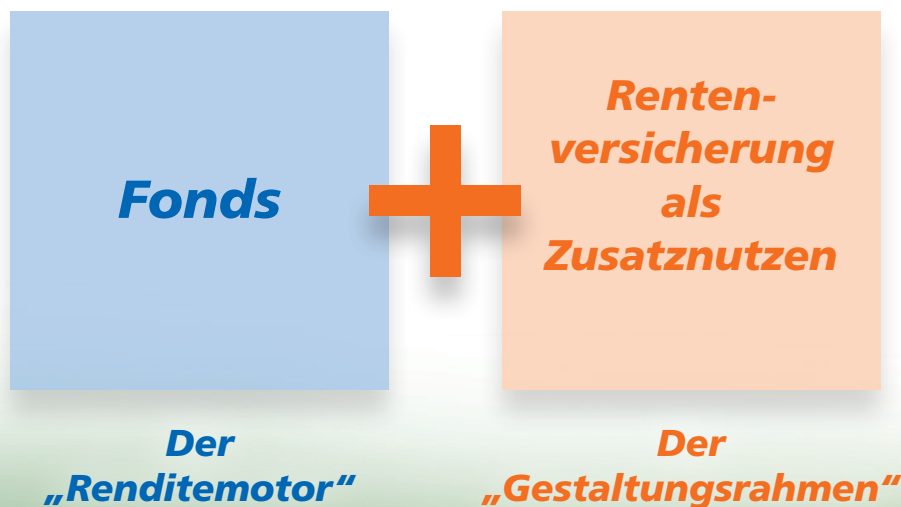 Fonds
Renten-
versicherung
als
Zusatznutzen
Der
„Renditemotor“
Der
„Gestaltungsrahmen“